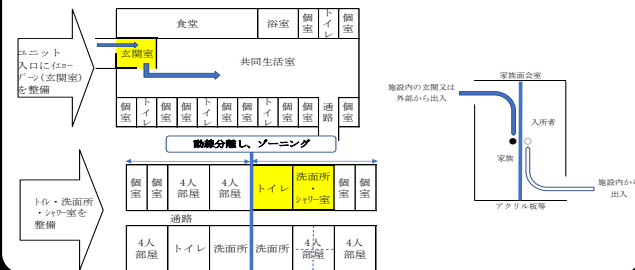 食堂
浴室
個室
トイレ
個室
ユニット
入口にイエロー
ゾーン(玄関室)
を整備
玄関室
共同生活室
個室
トイレ
個室
トイレ
個室
トイレ
個室
トイレ
個室
個室
通路
個室
動線分離し、ゾーニング
トイレ・洗面所
・シャワー室を
整備
個室
個室
4人
部屋
4人
部屋
トイレ
洗面所
・
シャワー室
個室
個室
通路
4人
部屋
トイレ
洗面所
洗面所
4人
部屋
4人
部屋
家族面会室
施設内の玄関又は
外部から出入
入所者
家族
施設内から
出入
アクリル板等